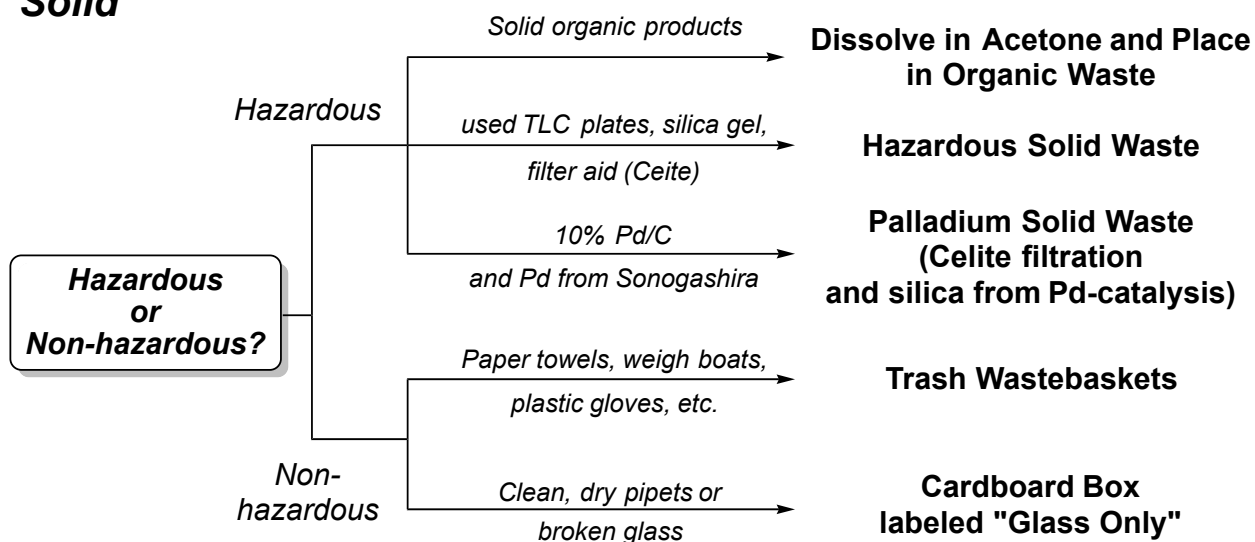 Solid
Solid organic products
Dissolve in Acetone and Place
in Organic Waste
Hazardous
used TLC plates, silica gel,
filter aid (Ceite)
Hazardous Solid Waste
10% Pd/C
and Pd from Sonogashira
Palladium Solid Waste
(Celite filtration
and silica from Pd-catalysis)
Hazardous
or
Non-hazardous?
Paper towels, weigh boats,
plastic gloves, etc.
Trash Wastebaskets
Non-
hazardous
Clean, dry pipets or
broken glass
Cardboard Box
labeled "Glass Only"